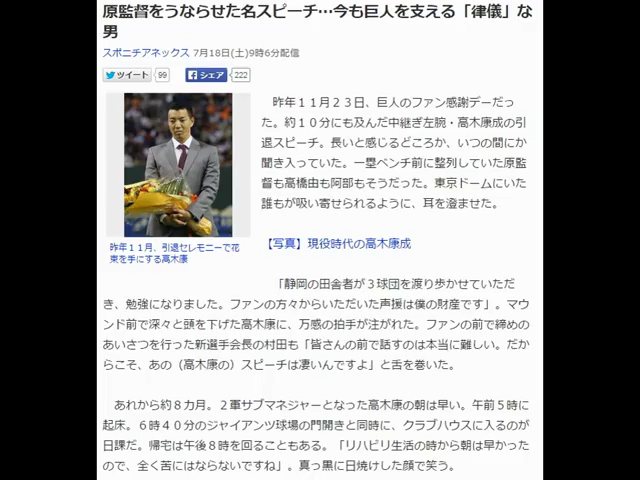 原監督をうならせた名スピーチ…今も巨人を支える「律儀」な
男
スポニチアネックス 7月18日(土)9時6分配信
ツイート 99 シェア 222
昨年１１月２３日、巨人のファン感謝デーだっ
た。約１０分にも及んだ中継ぎ左腕・高木康成の引
退スピーチ。長いと感じるどころか、いつの間にか
聞き入っていた。一塁ベンチ前に整列していた原監
督も高橋由も阿部もそうだった。東京ドームにいた
誰もが吸い寄せられるように、耳を澄ませた。
昨年１１月、引退セレモニーで花
束を手にする高木康
【写真】現役時代の高木康成
「静岡の田舎者が３球団を渡り歩かせていただ
き、勉強になりました。ファンの方々からいただいた声援は僕の財産です」。マウ
ンド前で深々と頭を下げた高木康に、万感の拍手が注がれた。ファンの前で締めの
あいさつを行った新選手会長の村田も「皆さんの前で話すのは本当に難しい。だか
らこそ、あの（高木康の）スピーチは凄いんですよ」と舌を巻いた。
あれから約８カ月。２軍サブマネジャーとなった高木康の朝は早い。午前５時に
起床。６時４０分のジャイアンツ球場の門開きと同時に、クラブハウスに入るのが
日課だ。帰宅は午後８時を回ることもある。「リハビリ生活の時から朝は早かった
ので、全く苦にはならないですね」。真っ黒に日焼けした顔で笑う。